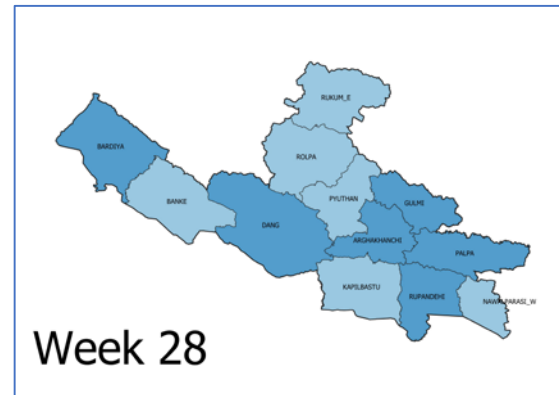 RUKUM_E
BARDIYA
ROLPA
PYUTHAN
BANKE
GULMI
DANG
ARGHAKHANCHI
PALPA
KAPILBASTU
RUPANDEHI
NAWALPARASI_W
Week 28